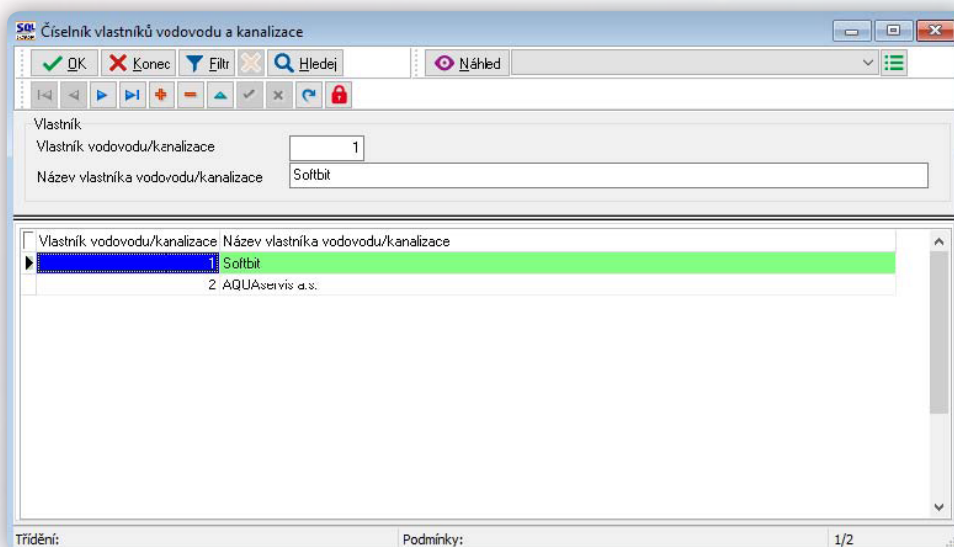 SQL Číselník vlastníků vodovodu a kanalizace
OK Konec Filtr Hledej Náhled
Vlastník
Vlastník vodovodu/kanalizace 1
Název vlastníka vodovodu/kanalizace Softbit
Vlastník vodovodu/kanalizace Název vlastníka vodovodu/kanalizace
1 Softbit
2 AQUAservis a.s.
Třídění: Podmínky: 1/2